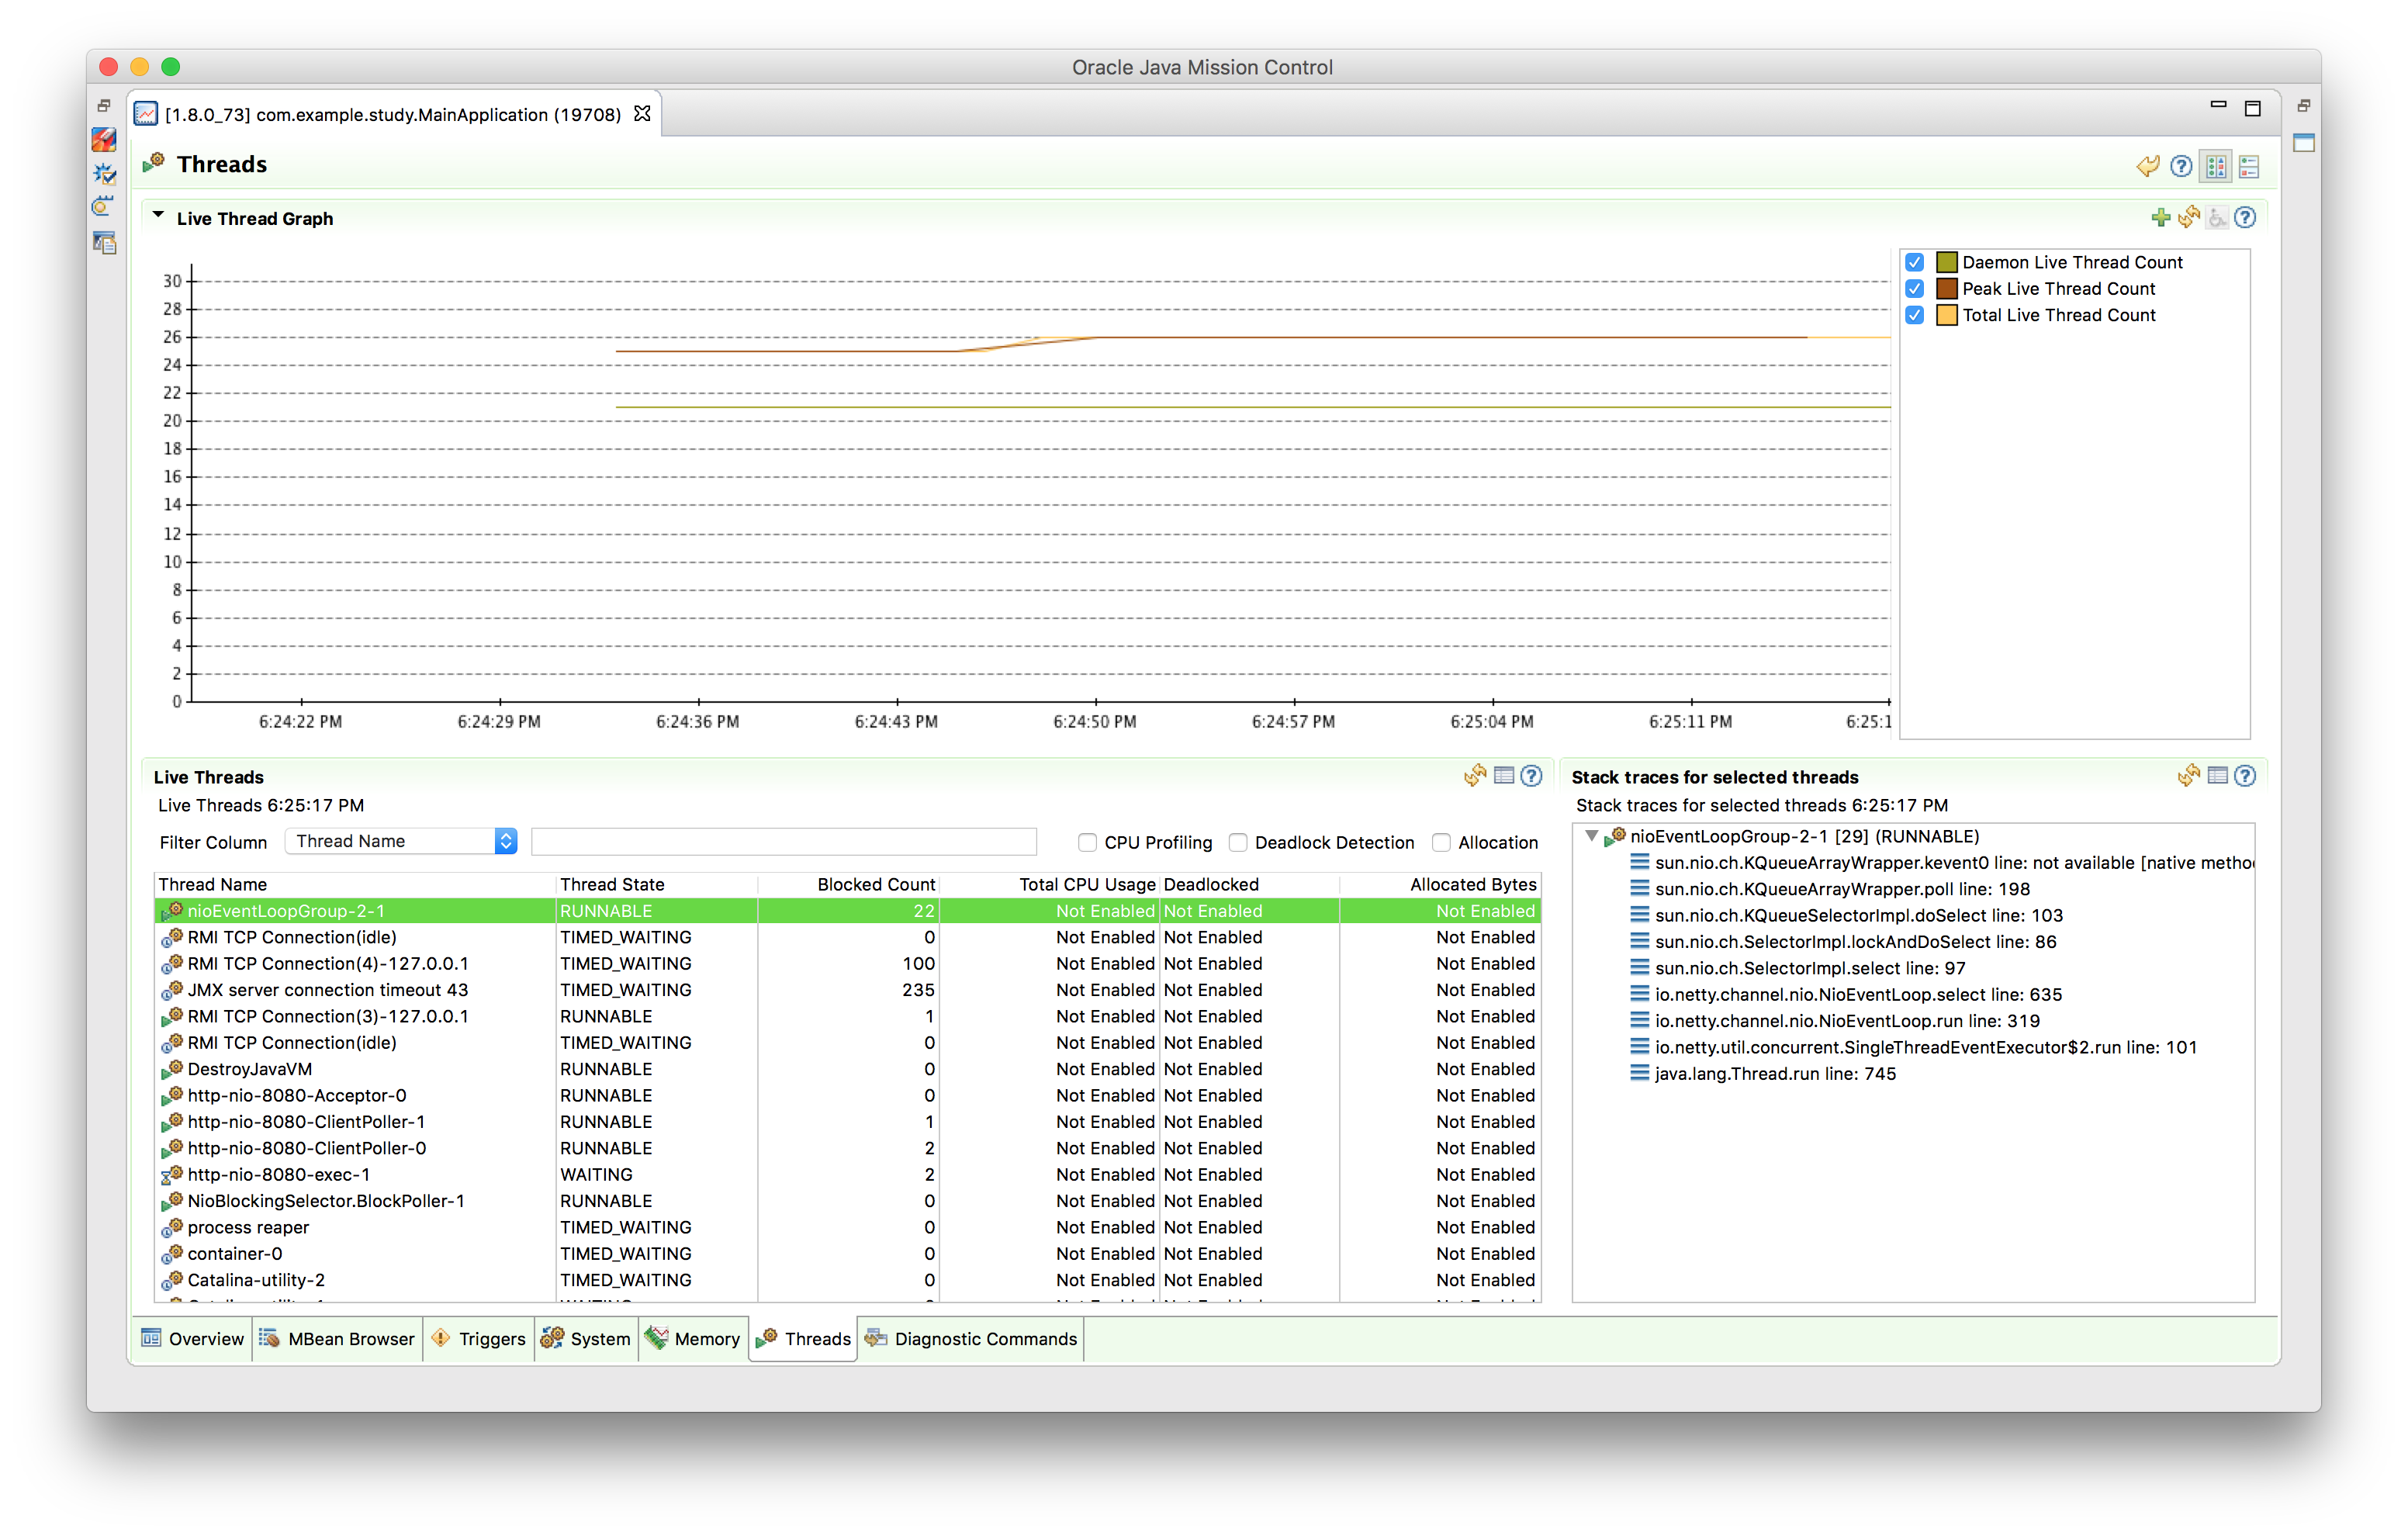 Oracle Java Mission Control
[1.8.0_73] com.example.study.MainApplication (19708)
Threads
Live Thread Graph
30
28
26
24
22
20
18
16
14
12
10
8
6
4
2
0
6:24:22 PM 6:24:29 PM 6:24:36 PM 6:24:43 PM 6:24:50 PM 6:24:57 PM 6:25:04 PM 6:25:11 PM 6:25:1
Daemon Live Thread Count
Peak Live Thread Count
Total Live Thread Count
Live Threads
Live Threads 6:25:17 PM
Filter Column Thread Name CPU Profiling Deadlock Detection Allocation
Thread Name Thread State Blocked Count Total CPU Usage Deadlocked Allocated Bytes
nioEventLoopGroup-2-1 RUNNABLE 22 Not Enabled Not Enabled Not Enabled
RMI TCP Connection(idle) TIMED_WAITING 0 Not Enabled Not Enabled Not Enabled
RMI TCP Connection(4)-127.0.0.1 TIMED_WAITING 100 Not Enabled Not Enabled Not Enabled
JMX server connection timeout 43 TIMED_WAITING 235 Not Enabled Not Enabled Not Enabled
RMI TCP Connection(3)-127.0.0.1 RUNNABLE 1 Not Enabled Not Enabled Not Enabled
RMI TCP Connection(idle) TIMED_WAITING 0 Not Enabled Not Enabled Not Enabled
DestroyJavaVM RUNNABLE 0 Not Enabled Not Enabled Not Enabled
http-nio-8080-Acceptor-0 RUNNABLE 0 Not Enabled Not Enabled Not Enabled
http-nio-8080-ClientPoller-1 RUNNABLE 1 Not Enabled Not Enabled Not Enabled
http-nio-8080-ClientPoller-0 RUNNABLE 2 Not Enabled Not Enabled Not Enabled
http-nio-8080-exec-1 WAITING 2 Not Enabled Not Enabled Not Enabled
NioBlockingSelector.BlockPoller-1 RUNNABLE 0 Not Enabled Not Enabled Not Enabled
process reaper TIMED_WAITING 0 Not Enabled Not Enabled Not Enabled
container-0 TIMED_WAITING 0 Not Enabled Not Enabled Not Enabled
Catalina-utility-2 TIMED_WAITING 0 Not Enabled Not Enabled Not Enabled
Stack traces for selected threads
Stack traces for selected threads 6:25:17 PM
nioEventLoopGroup-2-1 [29] (RUNNABLE)
sun.nio.ch.KQueueArrayWrapper.kevent0 line: not available [native metho
sun.nio.ch.KQueueArrayWrapper.poll line: 198
sun.nio.ch.KQueueSelectorImpl.doSelect line: 103
sun.nio.ch.SelectorImpl.lockAndDoSelect line: 86
sun.nio.ch.SelectorImpl.select line: 97
io.netty.channel.nio.NioEventLoop.select line: 635
io.netty.channel.nio.NioEventLoop.run line: 319
io.netty.util.concurrent.SingleThreadEventExecutor$2.run line: 101
java.lang.Thread.run line: 745
Overview MBean Browser Triggers System Memory Threads Diagnostic Commands